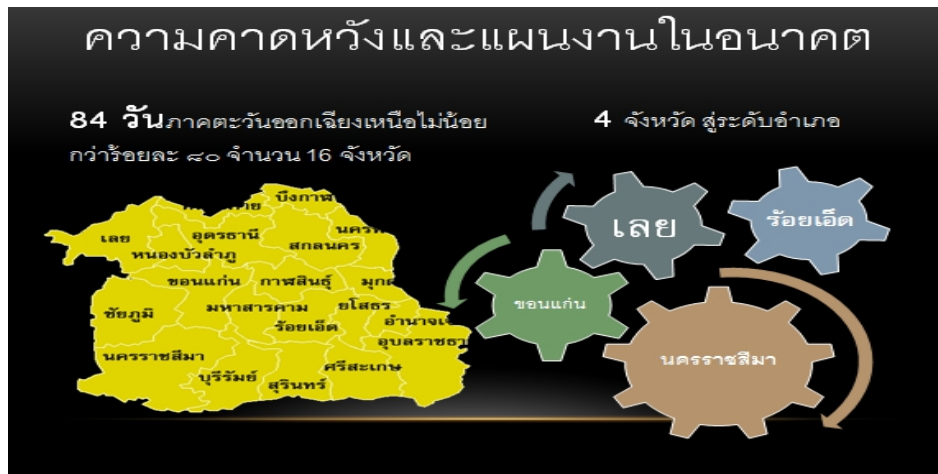 ความคาดหวังและแผนงานในอนาคต
84 วันภาคตะวันออกเฉียงเหนือไม่น้อย
กว่าร้อยละ ๘๐ จำนวน 16 จังหวัด
4 จังหวัด สู่ระดับอำเภอ
บึงกาฬ
เลย
อุดรธานี
สกลนคร
หนองบัวลำภู
ขอนแก่น
กาฬสินธุ์
ชัยภูมิ
มหาสารคาม
ยโสธร
ร้อยเอ็ด
นครราชสีมา
บุรีรัมย์
สุรินทร์
ศรีสะเกษ
เลย
ร้อยเอ็ด
ขอนแก่น
นครราชสีมา